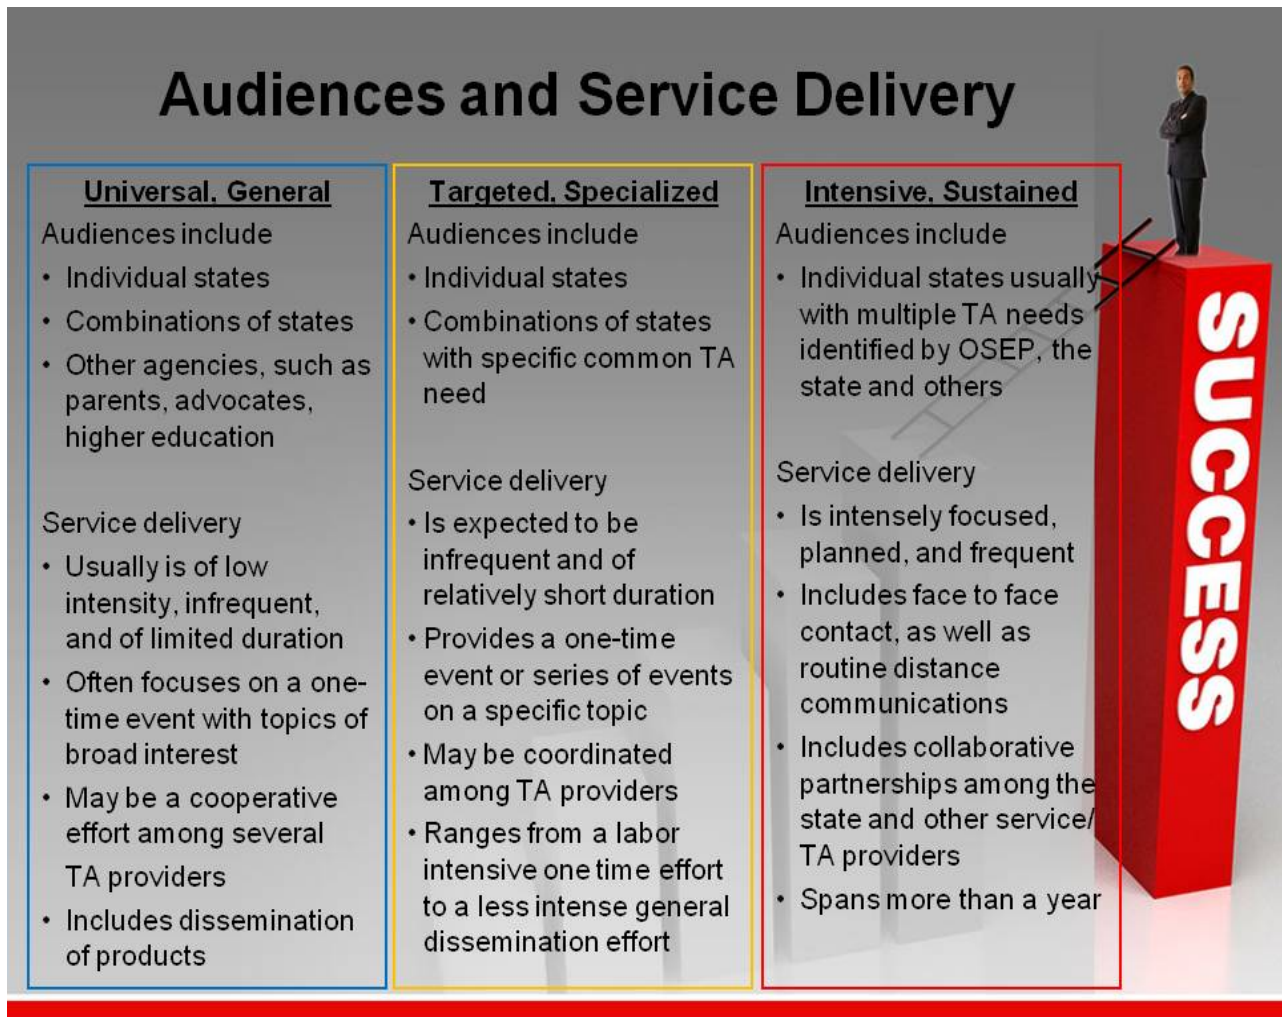 Audiences and Service Delivery
Universal, General
Audiences include
• Individual states
• Combinations of states
• Other agencies, such as
parents, advocates,
higher education
Service delivery
• Usually is of low
intensity, infrequent,
and of limited duration
• Often focuses on a one-
time event with topics of
broad interest
• May be a cooperative
effort among several
TA providers
• Includes dissemination
of products
Targeted, Specialized
Audiences include
• Individual states
• Combinations of states
with specific common TA
need
Service delivery
• Is expected to be
infrequent and of
relatively short duration
• Provides a one-time
event or series of events
on a specific topic
• May be coordinated
among TA providers
• Ranges from a labor
intensive one time effort
to a less intense general
dissemination effort
Intensive, Sustained
Audiences include
• Individual states usually
with multiple TA needs
identified by OSEP, the
state and others
Service delivery
• Is intensely focused,
planned, and frequent
• Includes face to face
contact, as well as
routine distance
communications
• Includes collaborative
partnerships among the
state and other service/
TA providers
• Spans more than a year
SUCCESS